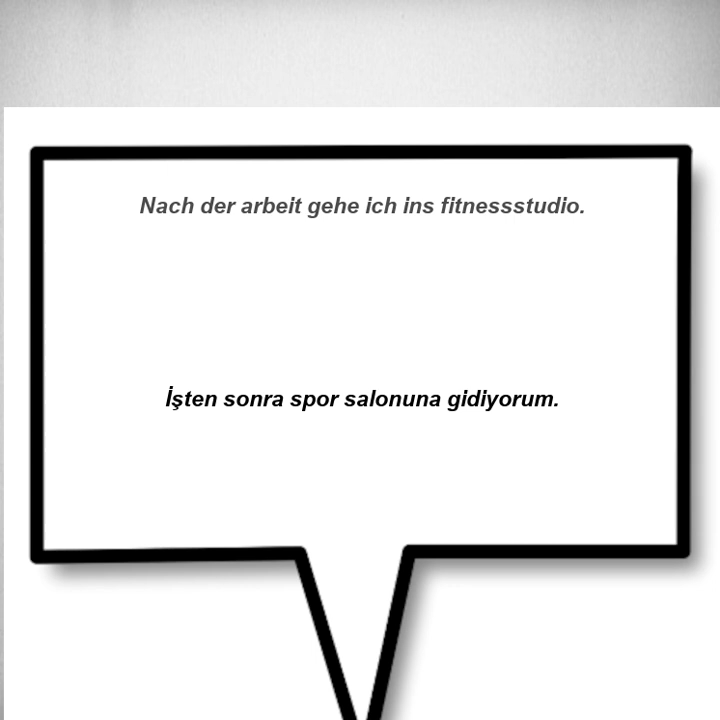 Nach der arbeit gehe ich ins fitnessstudio.
İşten sonra spor salonuna gidiyorum.